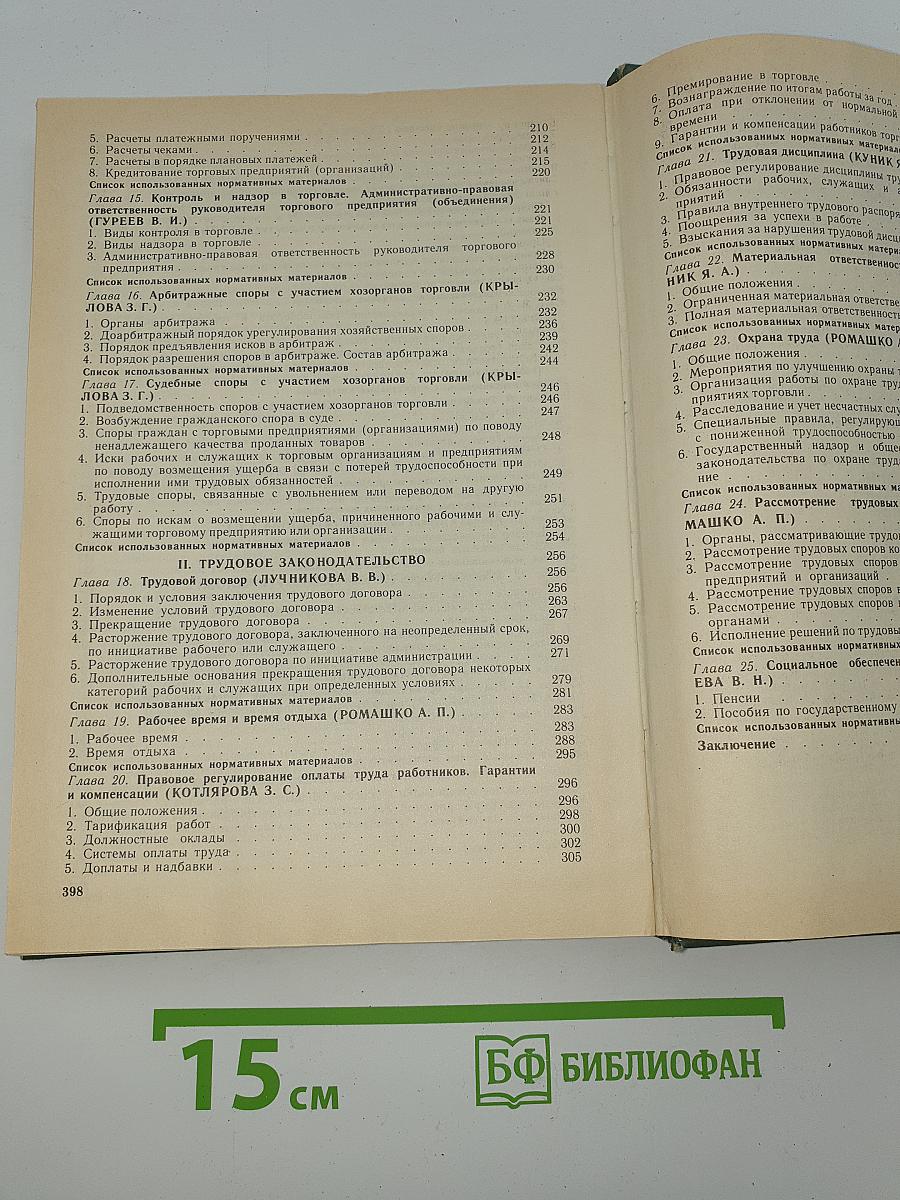 5. Расчеты платежными поручениями . . . 210
6. Расчеты чеками . . . 212
7. Расчеты в порядке плановых платежей . . . 214
8. Кредитование торговых предприятий (организаций) . . . 215
Список использованных нормативных материалов . . . 220
Глава 15. Контроль и надзор в торговле. Административно-правовая
ответственность руководителя торгового предприятия (объединения)
(ГУРЕЕВ В. И.) . . . 221
1. Виды контроля в торговле . . . 221
2. Виды надзора в торговле . . . 225
3. Административно-правовая ответственность руководителя торгового
предприятия . . . 228
Список использованных нормативных материалов . . . 230
Глава 16. Арбитражные споры с участием хозорганов торговли (КРЫ-
ЛОВА З. Г.) . . . 232
1. Органы арбитража . . . 232
2. Доарбитражный порядок урегулирования хозяйственных споров . . . 236
3. Порядок предъявления исков в арбитраж . . . 239
4. Порядок разрешения споров в арбитраже. Состав арбитража . . . 242
Список использованных нормативных материалов . . . 244
Глава 17. Судебные споры с участием хозорганов торговли (КРЫ-
ЛОВА З. Г.) . . . 246
1. Подведомственность споров с участием хозорганов торговли . . . 246
2. Возбуждение гражданского спора в суде . . . 247
3. Споры граждан с торговыми предприятиями (организациями) по поводу
ненадлежащего качества проданных товаров . . . 248
4. Иски рабочих и служащих к торговым организациям и предприятиям
по поводу возмещения ущерба в связи с потерей трудоспособности при
исполнении ими трудовых обязанностей . . . 249
5. Трудовые споры, связанные с увольнением или переводом на другую
работу . . . 251
6. Споры по искам о возмещении ущерба, причиненного рабочими и слу-
жащими торговому предприятию или организации . . . 253
Список использованных нормативных материалов . . . 254
II. ТРУДОВОЕ ЗАКОНОДАТЕЛЬСТВО 256
Глава 18. Трудовой договор (ЛУЧНИКОВА В. В.) . . . 256
1. Порядок и условия заключения трудового договора . . . 256
2. Изменение условий трудового договора . . . 263
3. Прекращение трудового договора . . . 267
4. Расторжение трудового договора, заключенного на неопределенный срок,
по инициативе рабочего или служащего . . . 269
5. Расторжение трудового договора по инициативе администрации . . . 271
6. Дополнительные основания прекращения трудового договора некоторых
категорий рабочих и служащих при определенных условиях . . . 279
Список использованных нормативных материалов . . . 281
Глава 19. Рабочее время и время отдыха (РОМАШКО А. П.) . . . 283
1. Рабочее время . . . 283
2. Время отдыха . . . 288
Список использованных нормативных материалов . . . 295
Глава 20. Правовое регулирование оплаты труда работников. Гарантии
и компенсации (КОТЛЯРОВА З. С.) . . . 296
1. Общие положения . . . 296
2. Тарификация работ . . . 298
3. Должностные оклады . . . 300
4. Системы оплаты труда . . . 302
5. Доплаты и надбавки . . . 305
398
6. Премирование в торговле . . .
7. Вознаграждение по итогам работы за год .
8. Оплата при отклонении от нормальной
времени . . .
9. Гарантии и компенсации работников
Список использованных нормативных
Глава 21. Трудовая дисциплина (КУНИК Я
1. Правовое регулирование дисциплины
2. Обязанности рабочих, служащих и
приятий
3. Правила внутреннего трудового
4. Поощрения за успехи в работе . . .
5. Взыскания за нарушения трудовой
Список использованных нормативных
Глава 22. Материальная
НИК Я. А.) . . .
1. Общие положения . . .
2. Ограниченная материальная
3. Полная материальная ответственность
Список использованных нормативных
Глава 23. Охрана труда (РОМАШКО
1. Общие положения . . .
2. Мероприятия по улучшению охраны
3. Организация работы по охране
приятиях торговли . . .
4. Расследование и учет несчастных
5. Специальные правила,
с пониженной трудоспособностью
6. Государственный надзор и
законодательства по охране
ние . . .
Список использованных нормативных
Глава 24. Рассмотрение трудовых
МАШКО А. П.) . . .
1. Органы, рассматривающие
2. Рассмотрение трудовых споров
3. Рассмотрение трудовых споров
предприятий и организаций .
4. Рассмотрение трудовых споров в
5. Рассмотрение трудовых споров
органами . . .
6. Исполнение решений по
Список использованных нормативных
Глава 25. Социальное
ЕВА В. Н.) . . .
1. Пенсии . . .
2. Пособия по государственному
Список использованных
Заключение . . .
15 см
БФ БИБЛИОФАН